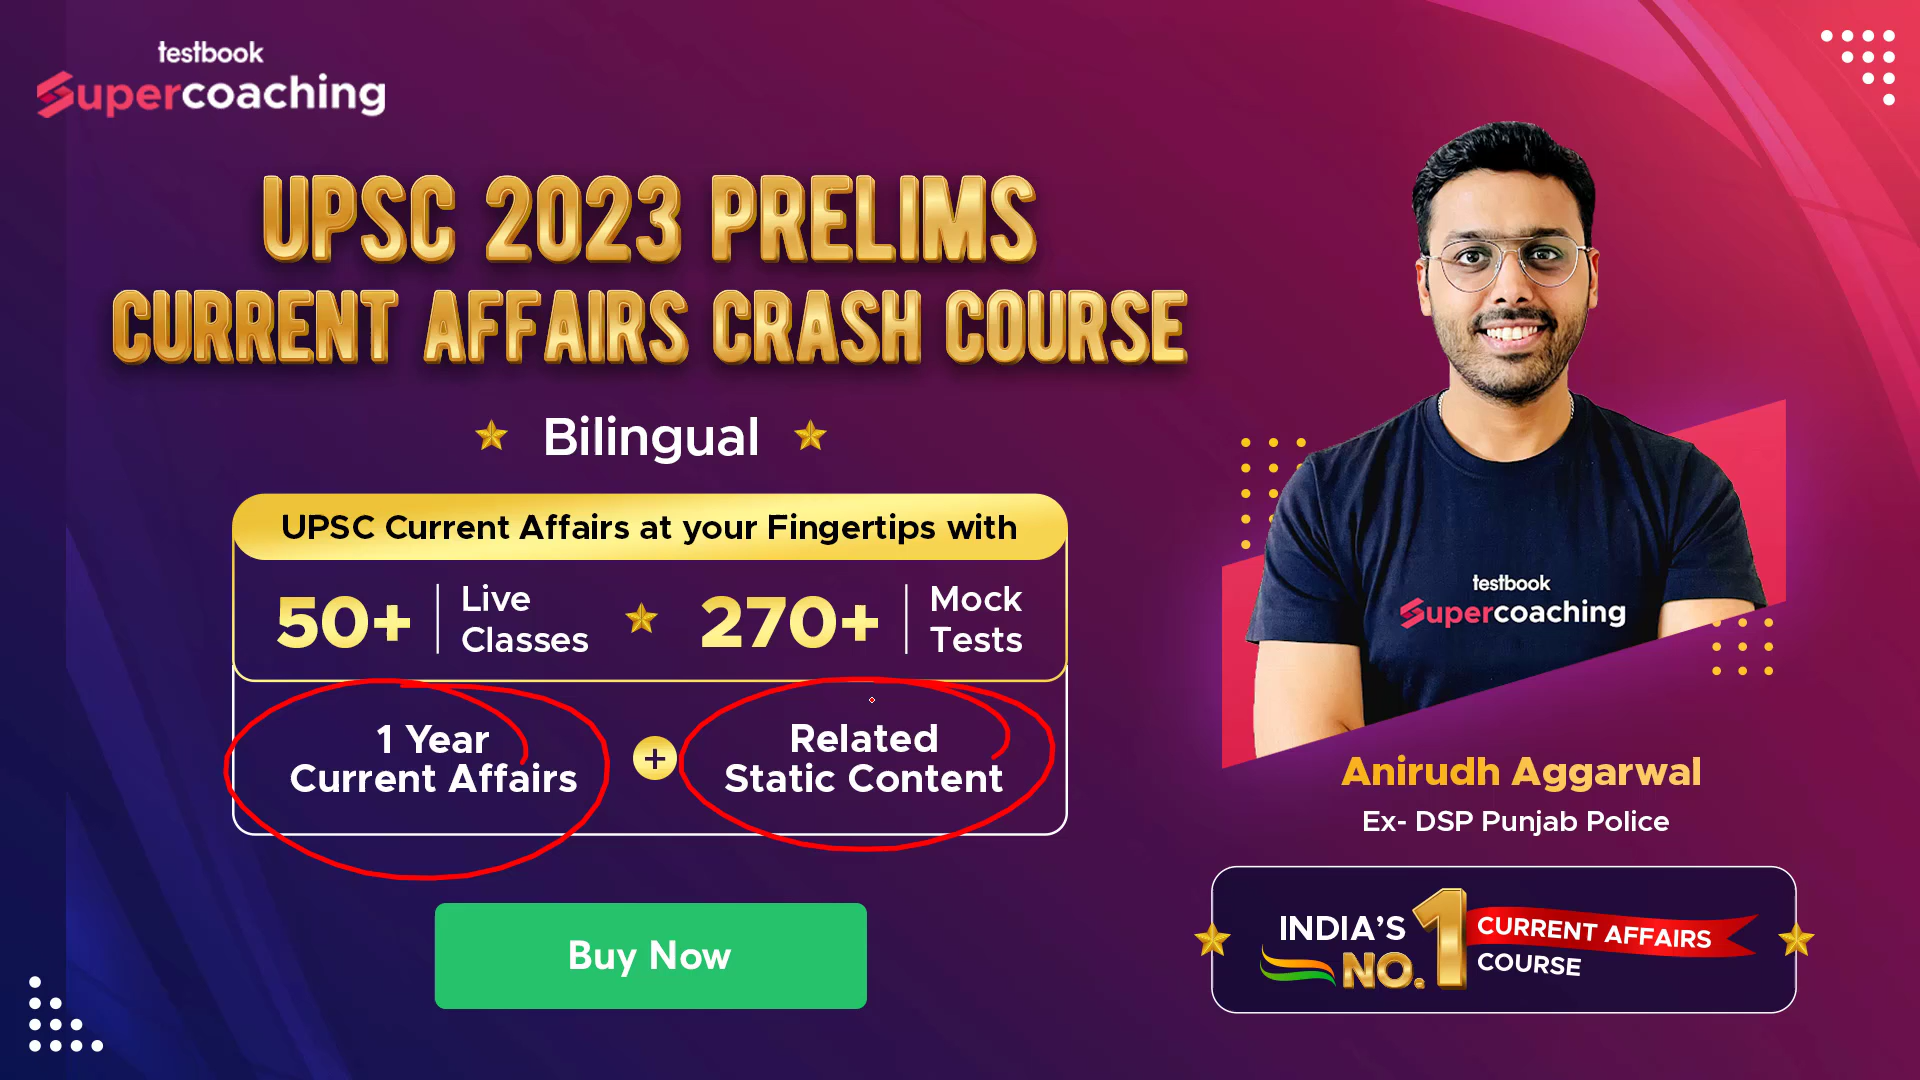 testbook
Supercoaching
UPSC 2023 PRELIMS
CURRENT AFFAIRS CRASH COURSE
Bilingual
UPSC Current Affairs at your Fingertips with
50+ Live Classes
270+ Mock Tests
1 Year
Current Affairs
+
Related
Static Content
Buy Now
testbook
Supercoaching
Anirudh Aggarwal
Ex- DSP Punjab Police
INDIA'S
NO. 1
CURRENT AFFAIRS
COURSE